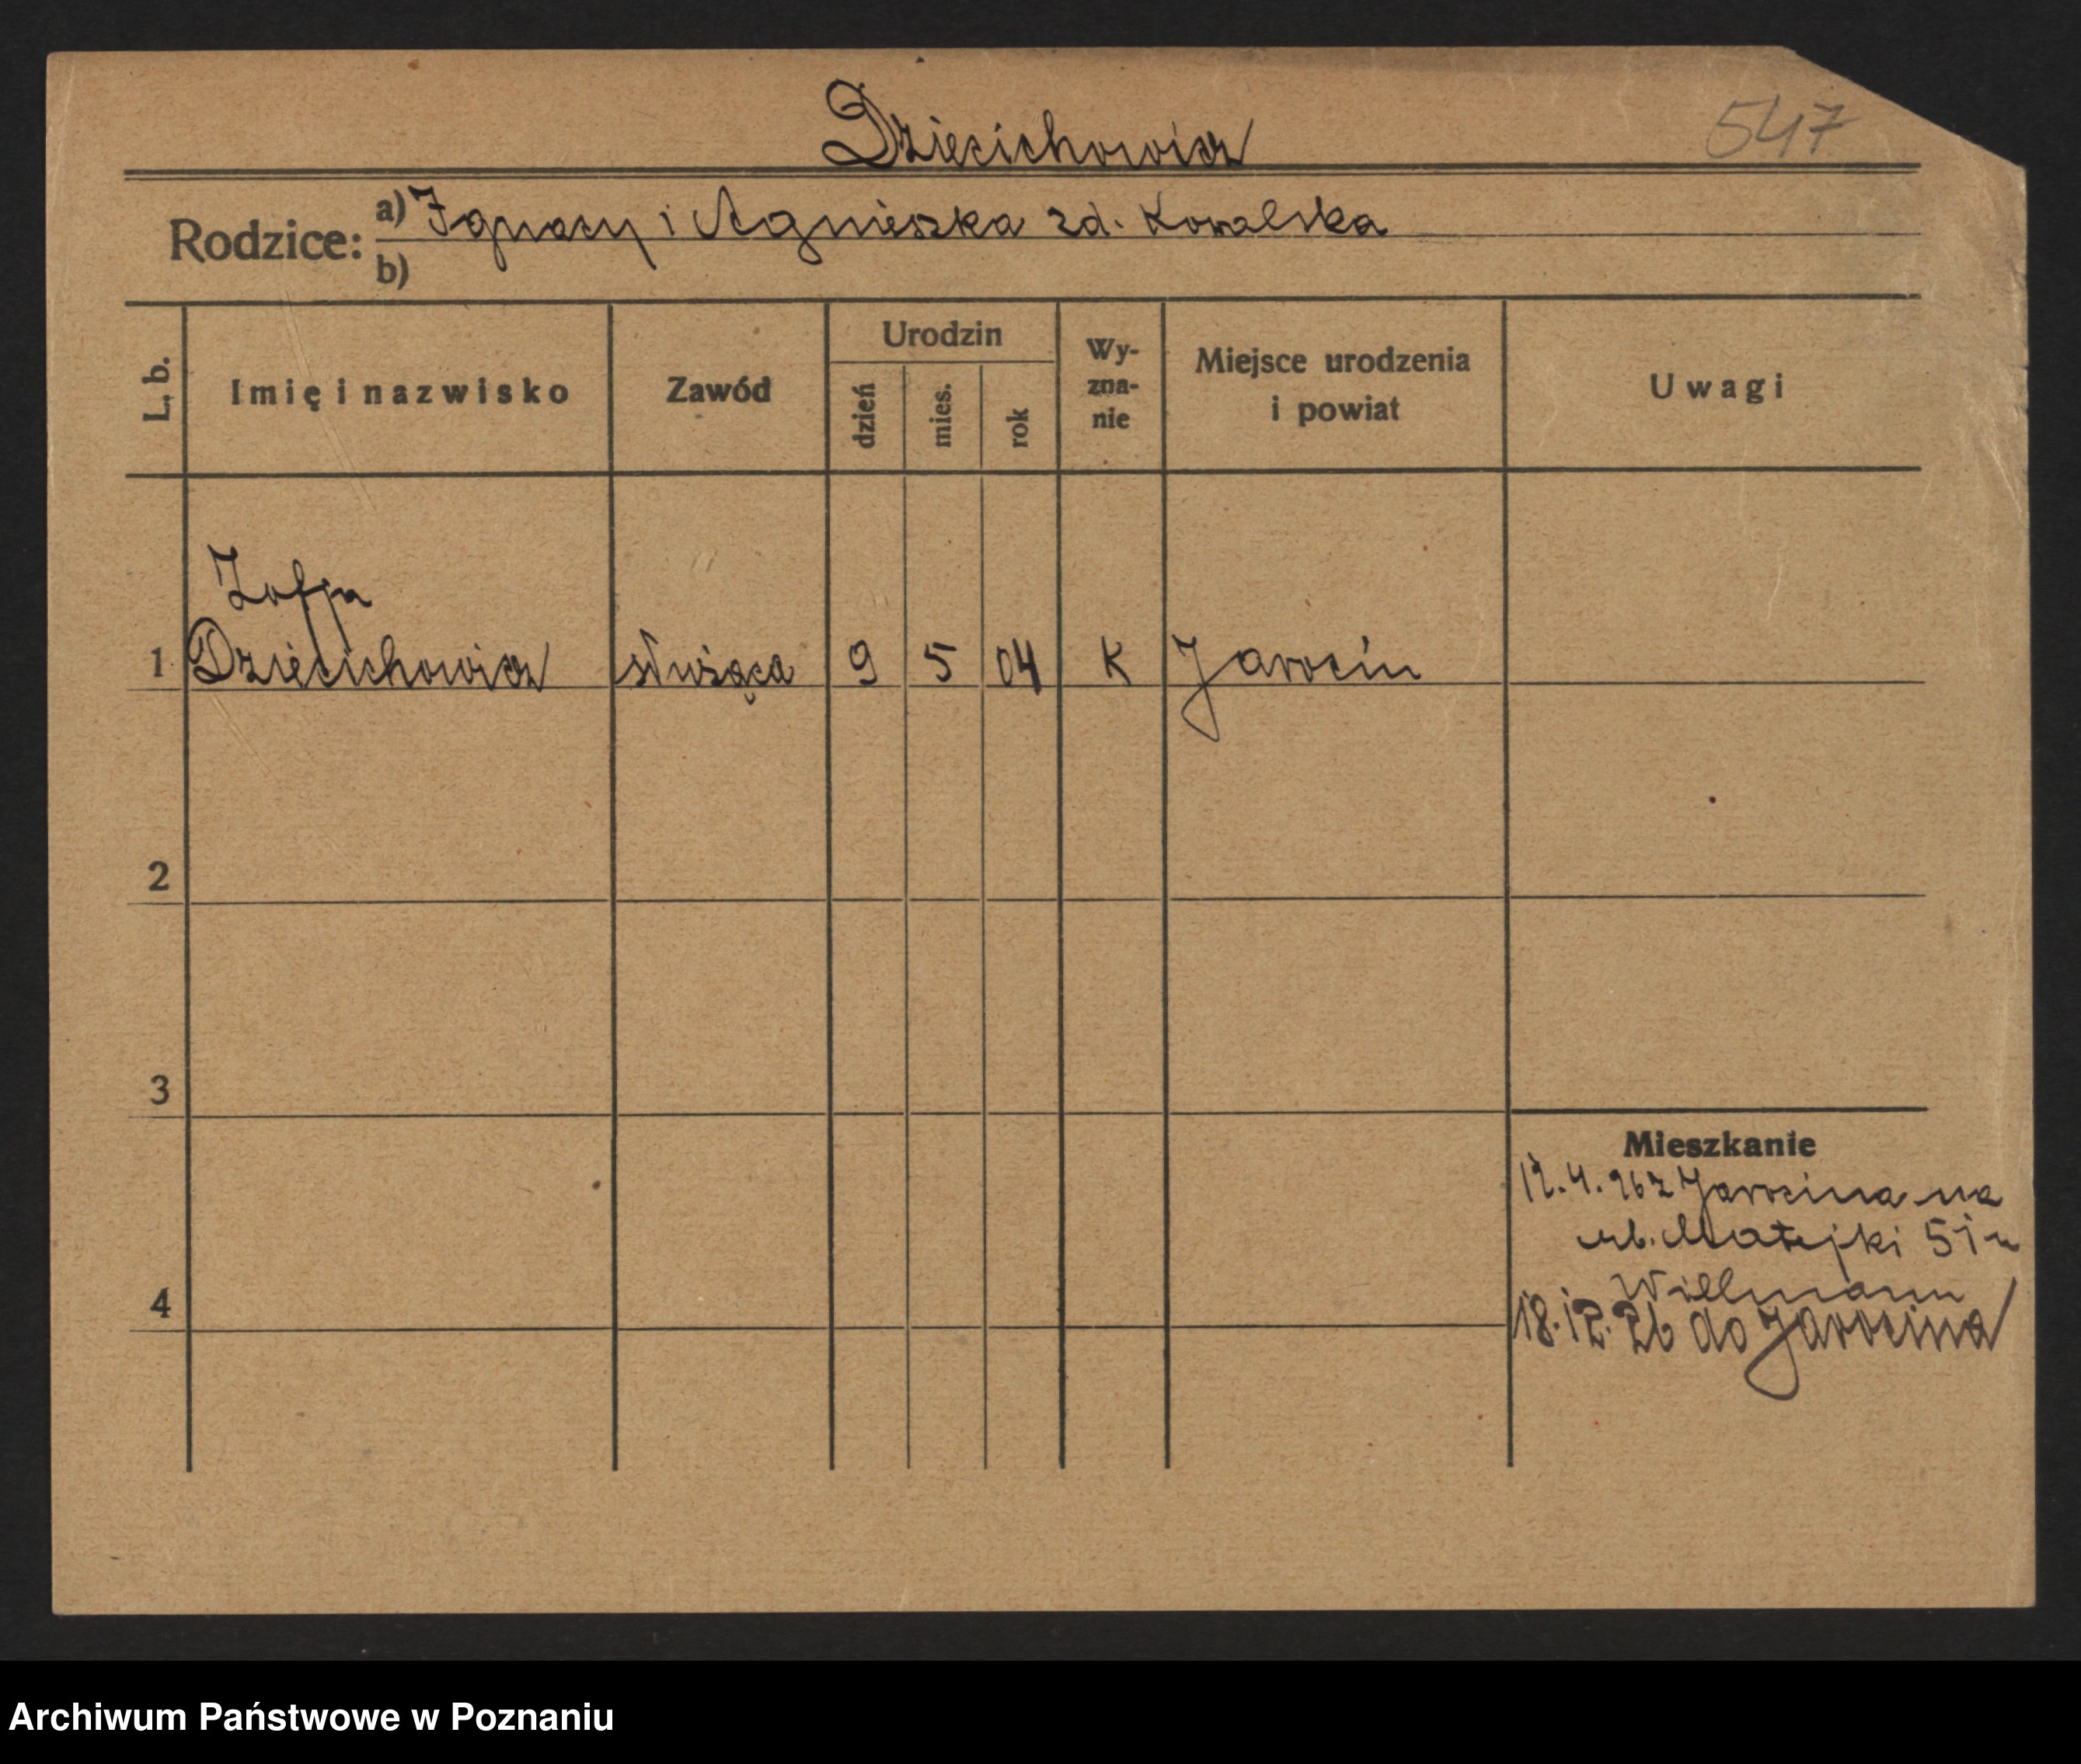 Dziecichowicz
547
Rodzice: a) Ignacy i Agnieszka zd. Kowalska
b)
L. b. Imię i nazwisko Zawód Urodzin dzień mies. rok Wy-zna-nie Miejsce urodzenia i powiat Uwagi
Zofja
1 Dziecichowicz służąca 9 5 04 K Jarocin
2
3
Mieszkanie
12.4.26 z Jarocina na
ul. Matejki 51 u
4 Willmann
18.12.26 do Jarocina
Archiwum Państwowe w Poznaniu